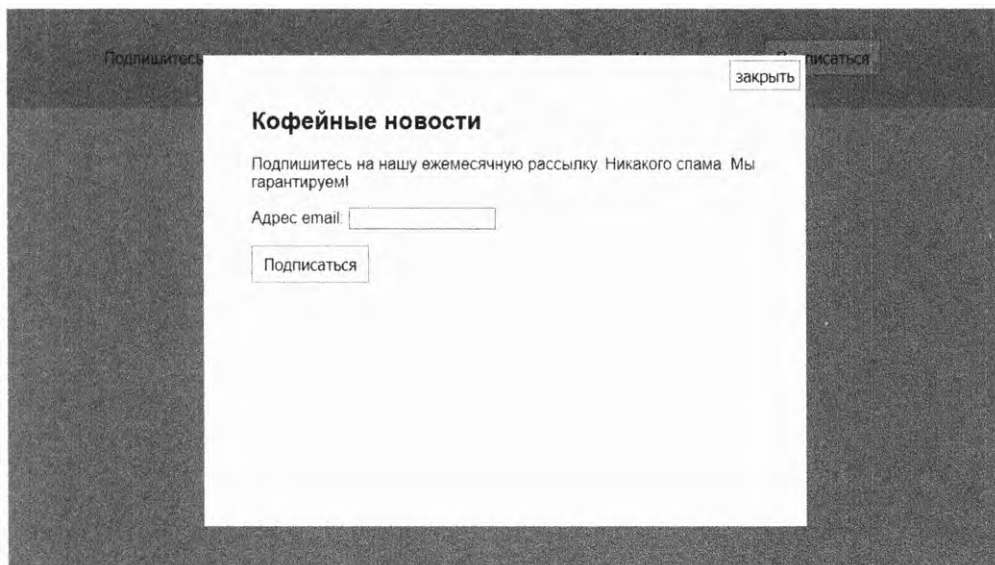 Подпишитесь
закрыть
Кофейные новости
Подпишитесь на нашу ежемесячную рассылку. Никакого спама. Мы
гарантируем!
Адрес email:
Подписаться